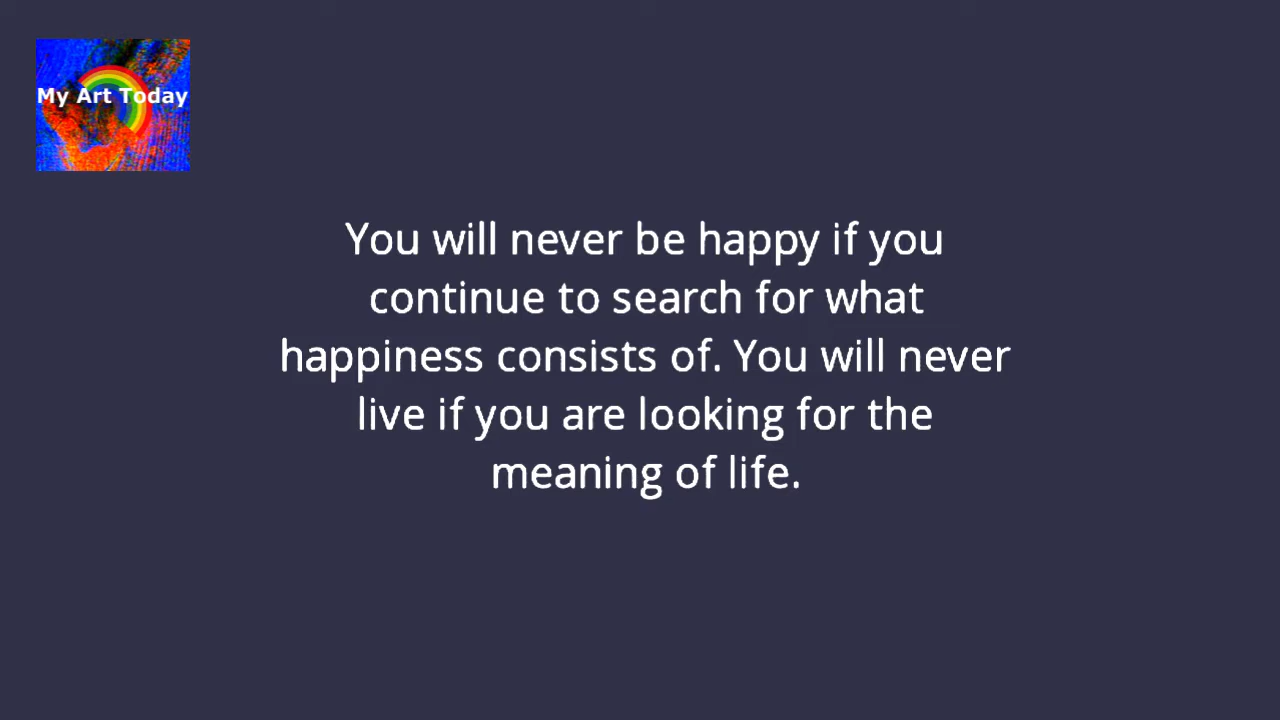 My Art Today
You will never be happy if you
continue to search for what
happiness consists of. You will never
live if you are looking for the
meaning of life.